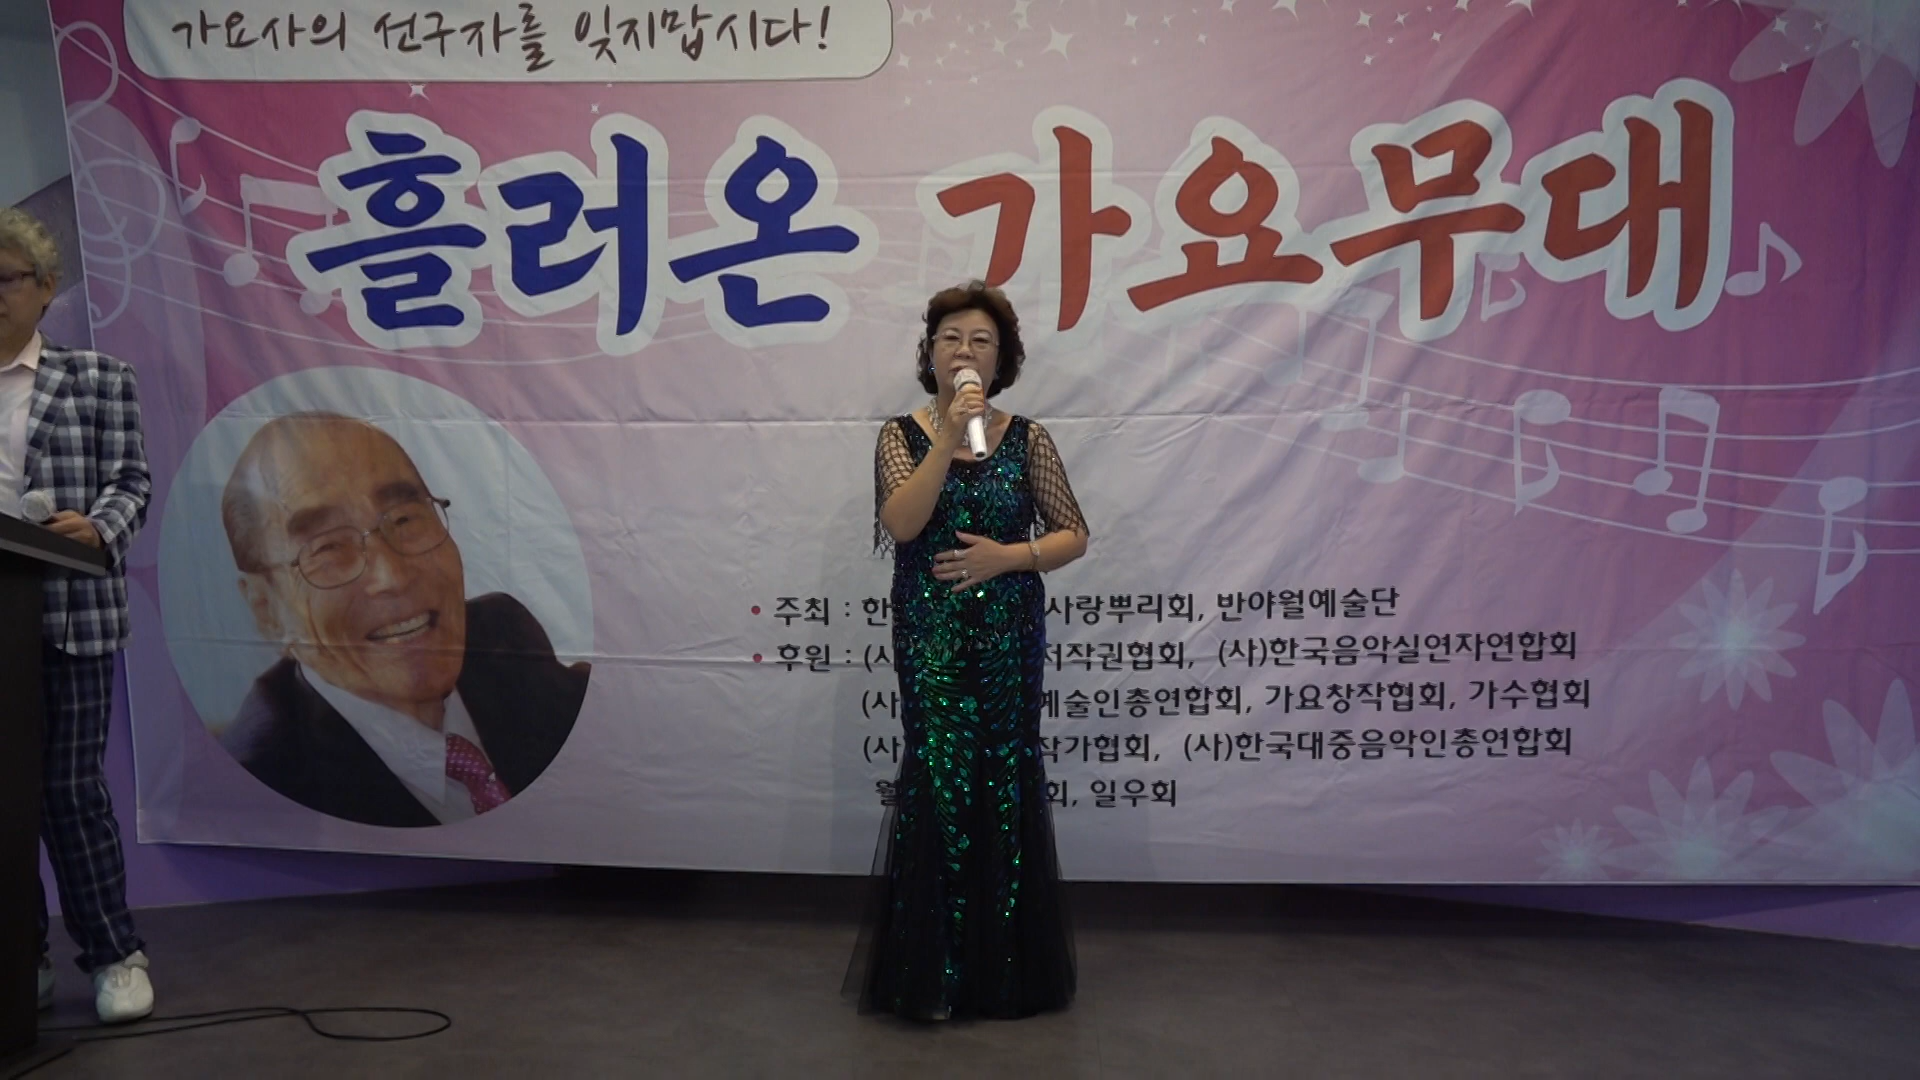 가요사의 선구자를 잊지맙시다!
흘러온 가요무대
• 주최 : 한 사랑뿌리회, 반야월예술단
• 후원 : (사 저작권협회, (사)한국음악실연자연합회
(사 예술인총연합회, 가요창작협회, 가수협회
(사 작가협회, (사)한국대중음악인총연합회
월 회, 일우회